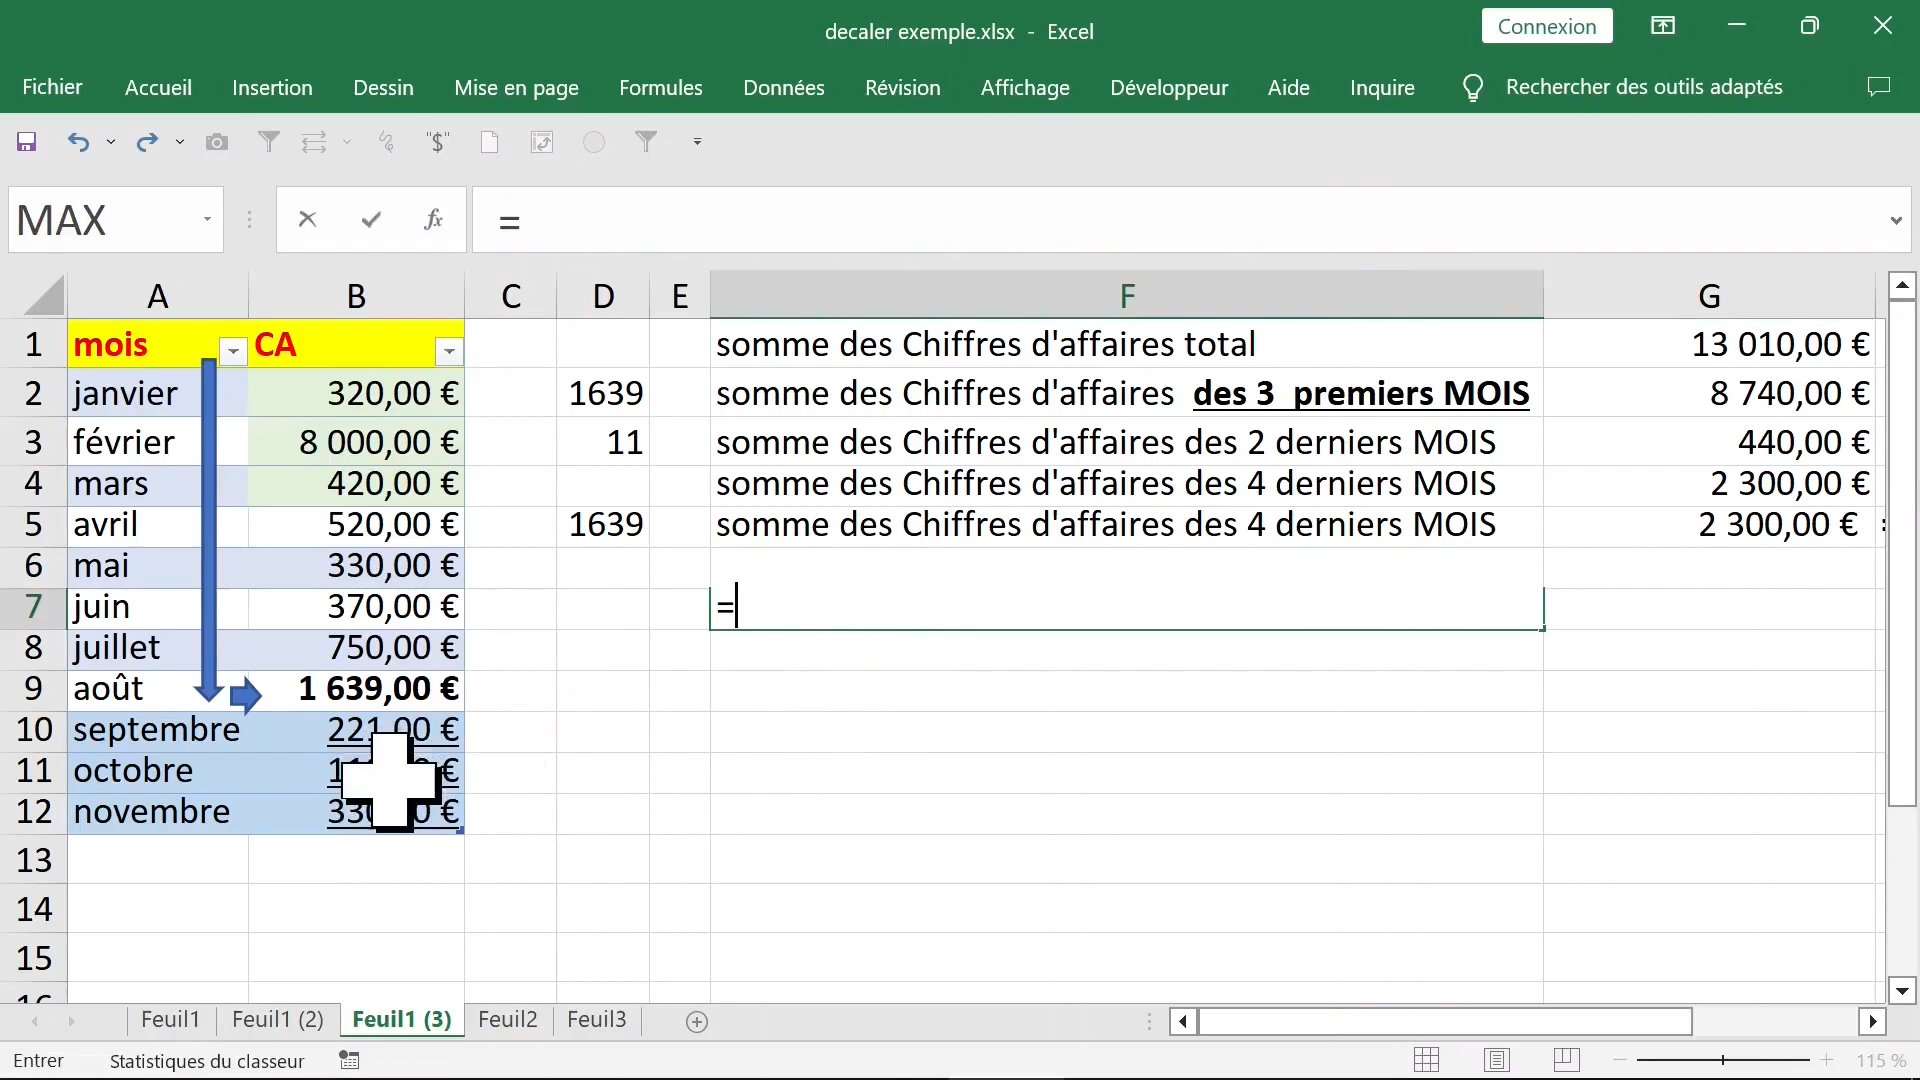 decaler exemple.xlsx - Excel
Connexion
Fichier Accueil Insertion Dessin Mise en page Formules Données Révision Affichage Développeur Aide Inquire Rechercher des outils adaptés
"$"
MAX fx =
A B C D E F G
1 mois CA somme des Chiffres d'affaires total 13 010,00 €
2 janvier 320,00 € 1639 somme des Chiffres d'affaires des 3 premiers MOIS 8 740,00 €
3 février 8 000,00 € 11 somme des Chiffres d'affaires des 2 derniers MOIS 440,00 €
4 mars 420,00 € somme des Chiffres d'affaires des 4 derniers MOIS 2 300,00 €
5 avril 520,00 € 1639 somme des Chiffres d'affaires des 4 derniers MOIS 2 300,00 €
6 mai 330,00 €
7 juin 370,00 € =
8 juillet 750,00 €
9 août 1 639,00 €
10 septembre 221,00 €
11 octobre €
12 novembre €
13
14
15
Feuil1 Feuil1 (2) Feuil1 (3) Feuil2 Feuil3
Entrer Statistiques du classeur 115 %